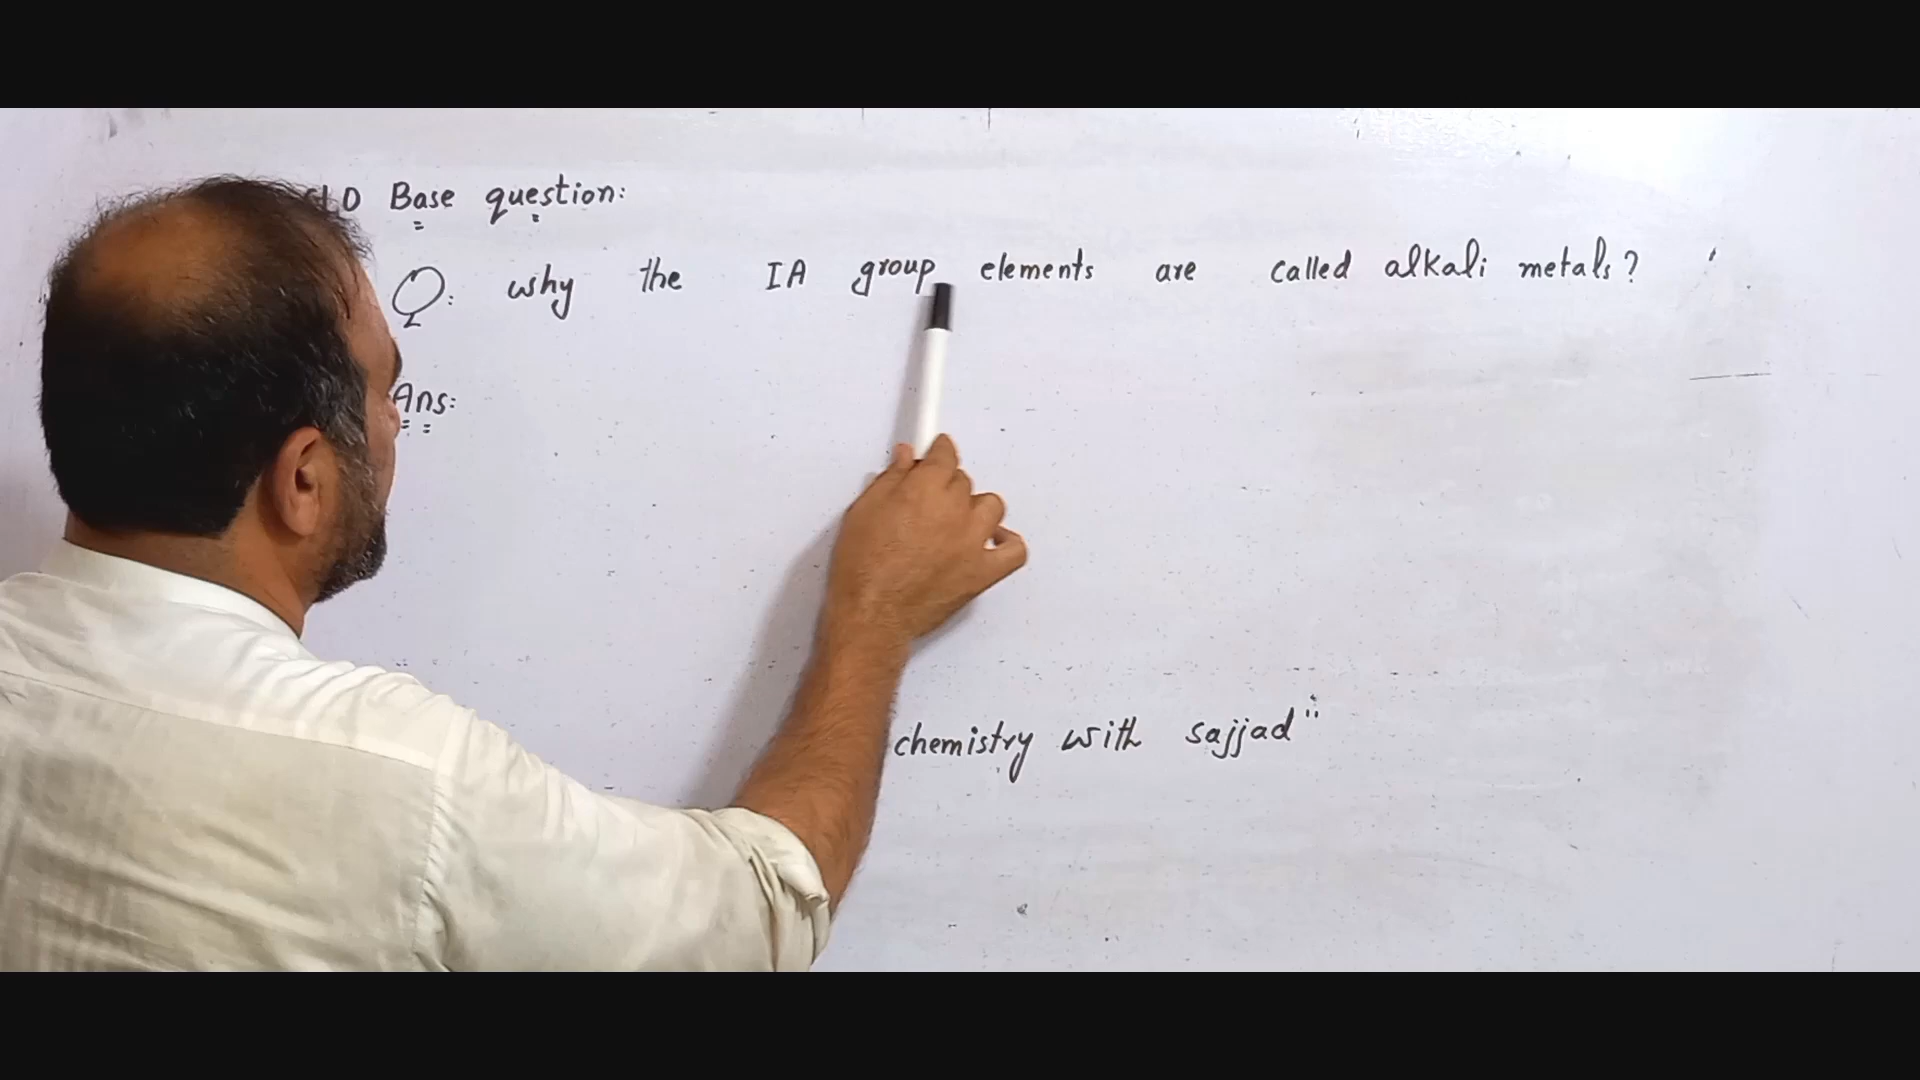 Base question:
Q: why the IA group elements are called alkali metals?
Ans:
chemistry with sajjad"